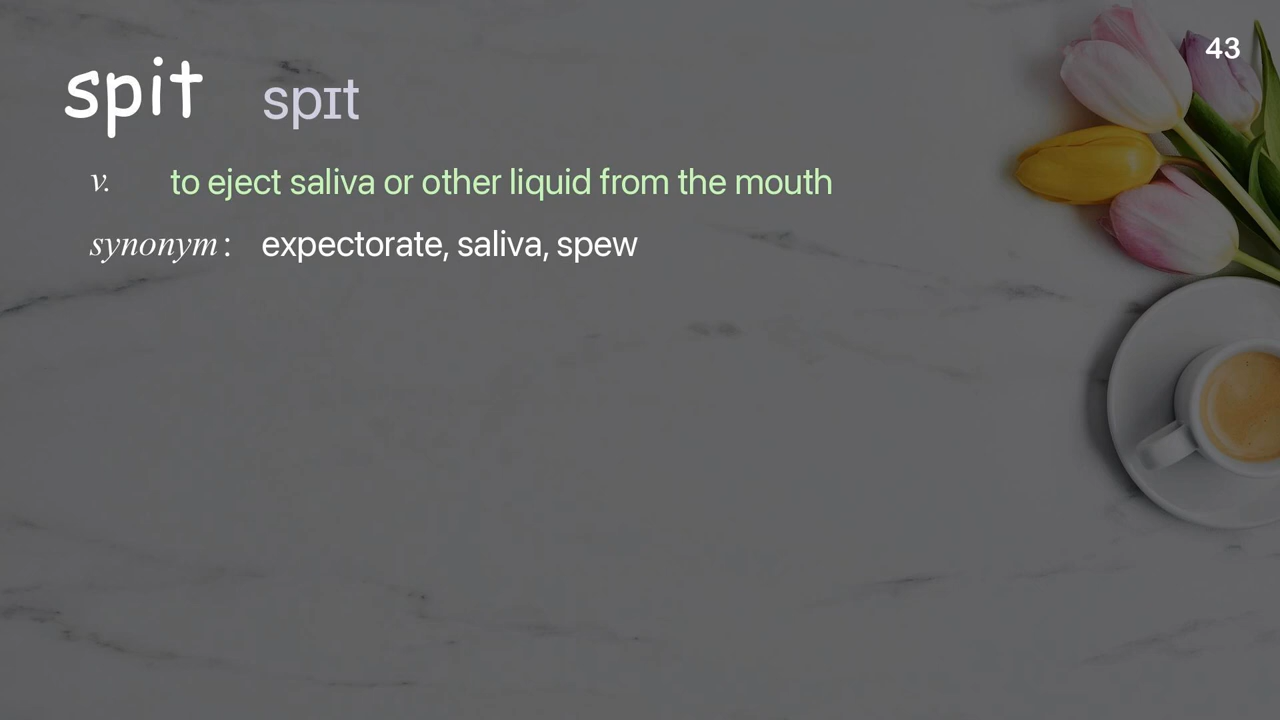 43
spit spɪt
v. to eject saliva or other liquid from the mouth
synonym : expectorate, saliva, spew